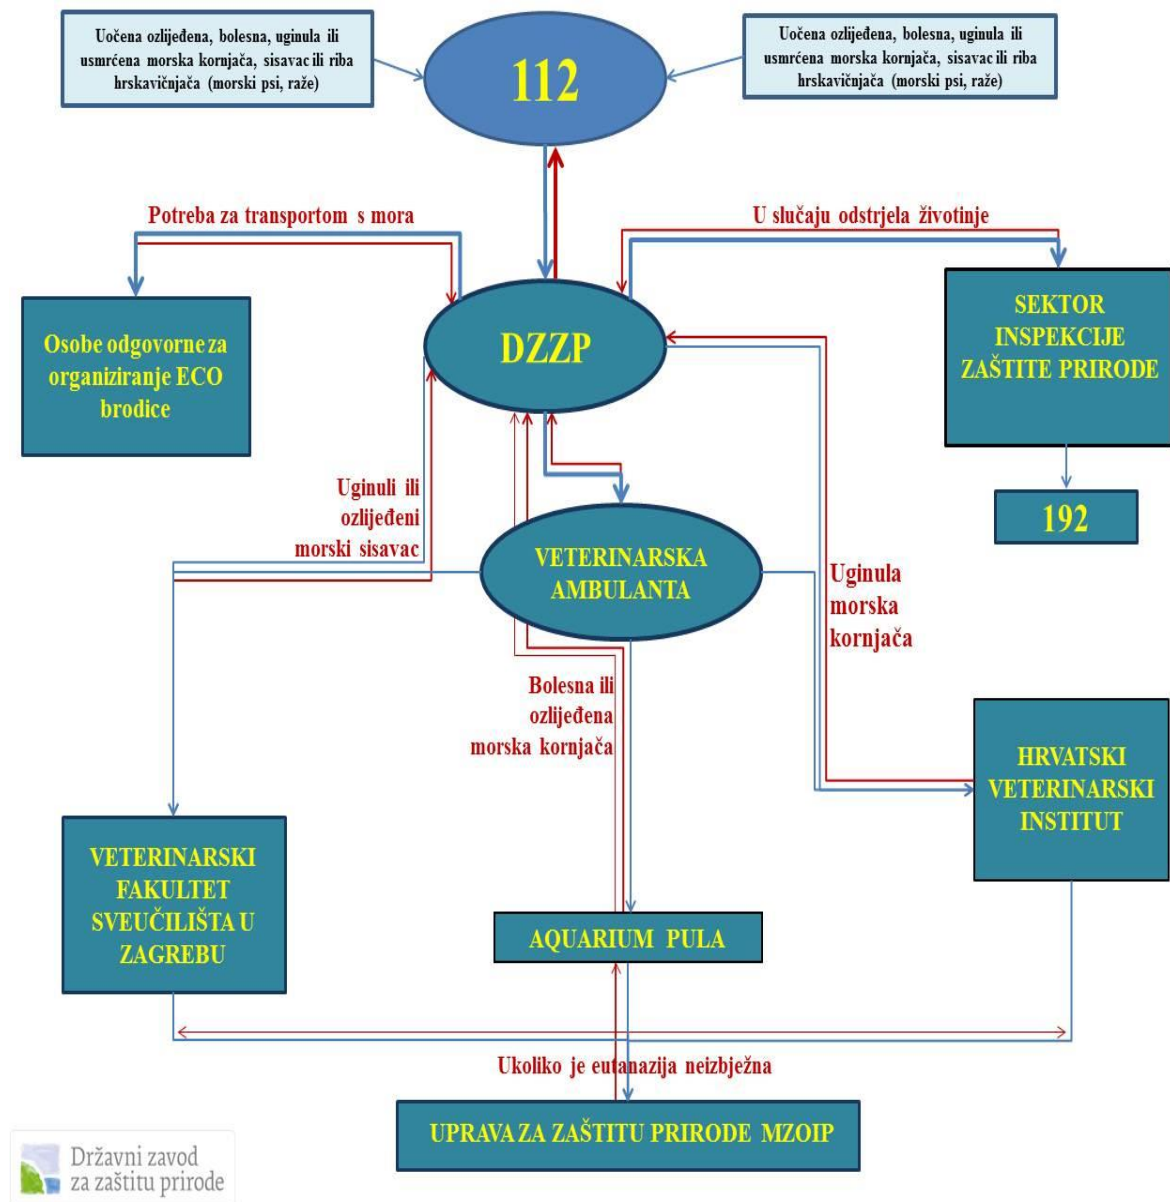 Uočena ozlijeđena, bolesna, uginula ili
usmrćena morska kornjača, sisavac ili riba
hrskavičnjača (morski psi, raže)
112
Uočena ozlijeđena, bolesna, uginula ili
usmrćena morska kornjača, sisavac ili riba
hrskavičnjača (morski psi, raže)
Potreba za transportom s mora
U slučaju odstrjela životinje
Osobe odgovorne za
organiziranje ECO
brodice
DZZP
SEKTOR
INSPEKCIJE
ZAŠTITE PRIRODE
192
Uginuli ili
ozlijeđeni
morski sisavac
VETERINARSKA
AMBULANTA
Uginula
morska
kornjača
Bolesna ili
ozlijeđena
morska kornjača
HRVATSKI
VETERINARSKI
INSTITUT
VETERINARSKI
FAKULTET
SVEUČILIŠTA U
ZAGREBU
AQUARIUM PULA
Ukoliko je eutanazija neizbježna
UPRAVA ZA ZAŠTITU PRIRODE MZOIP
Državni zavod
za zaštitu prirode